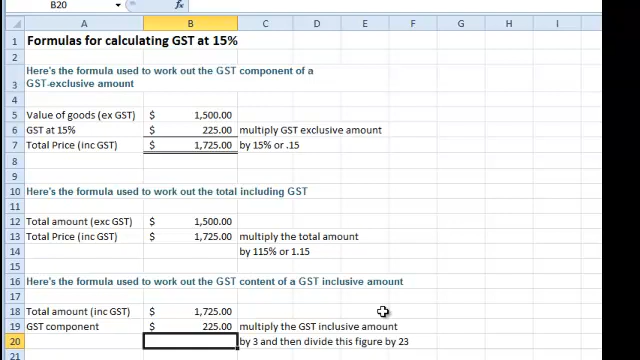 B20 fx
A B C D E F G H I
1 Formulas for calculating GST at 15%
2
Here's the formula used to work out the GST component of a
3 GST-exclusive amount
4
5 Value of goods (ex GST) $ 1,500.00
6 GST at 15% $ 225.00 multiply GST exclusive amount
7 Total Price (inc GST) $ 1,725.00 by 15% or .15
8
9
10 Here's the formula used to work out the total including GST
11
12 Total amount (exc GST) $ 1,500.00
13 Total Price (inc GST) $ 1,725.00 multiply the total amount
14 by 115% or 1.15
15
16 Here's the formula used to work out the GST content of a GST inclusive amount
17
18 Total amount (inc GST) $ 1,725.00
19 GST component $ 225.00 multiply the GST inclusive amount
20 by 3 and then divide this figure by 23
21